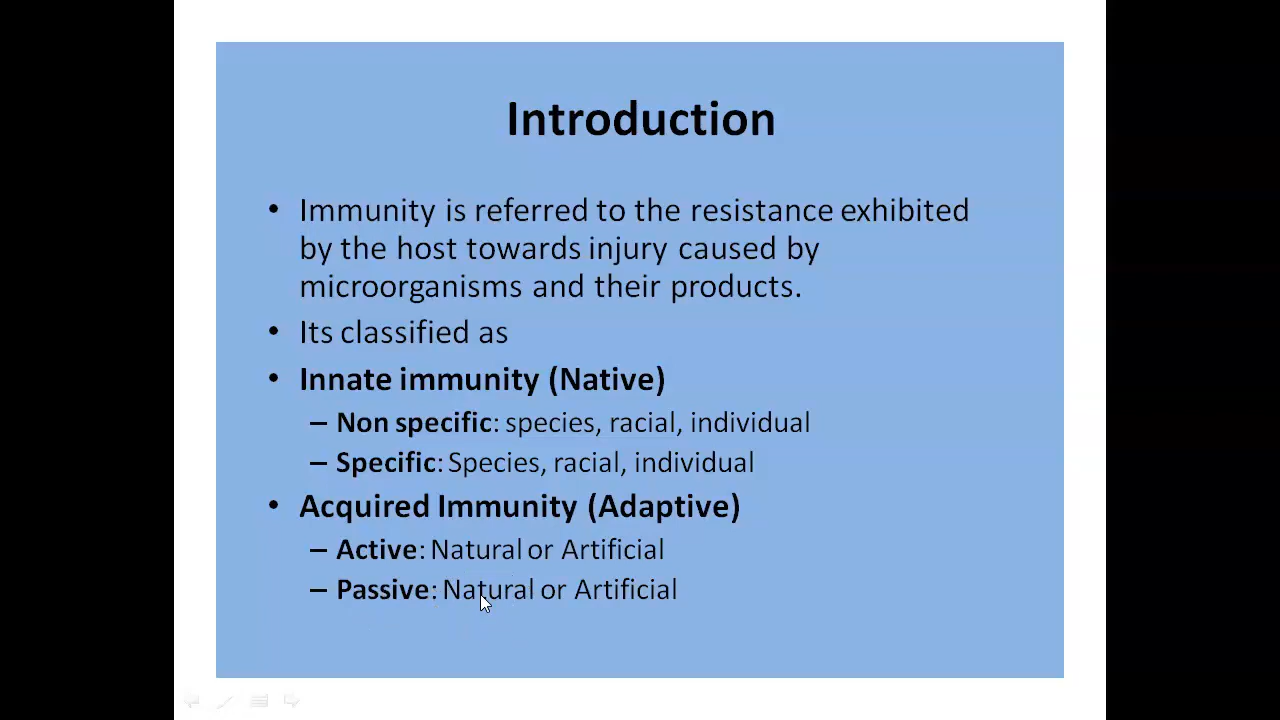 Introduction
• Immunity is referred to the resistance exhibited
by the host towards injury caused by
microorganisms and their products.
• Its classified as
• Innate immunity (Native)
– Non specific: species, racial, individual
– Specific: Species, racial, individual
• Acquired Immunity (Adaptive)
– Active: Natural or Artificial
– Passive: Natural or Artificial